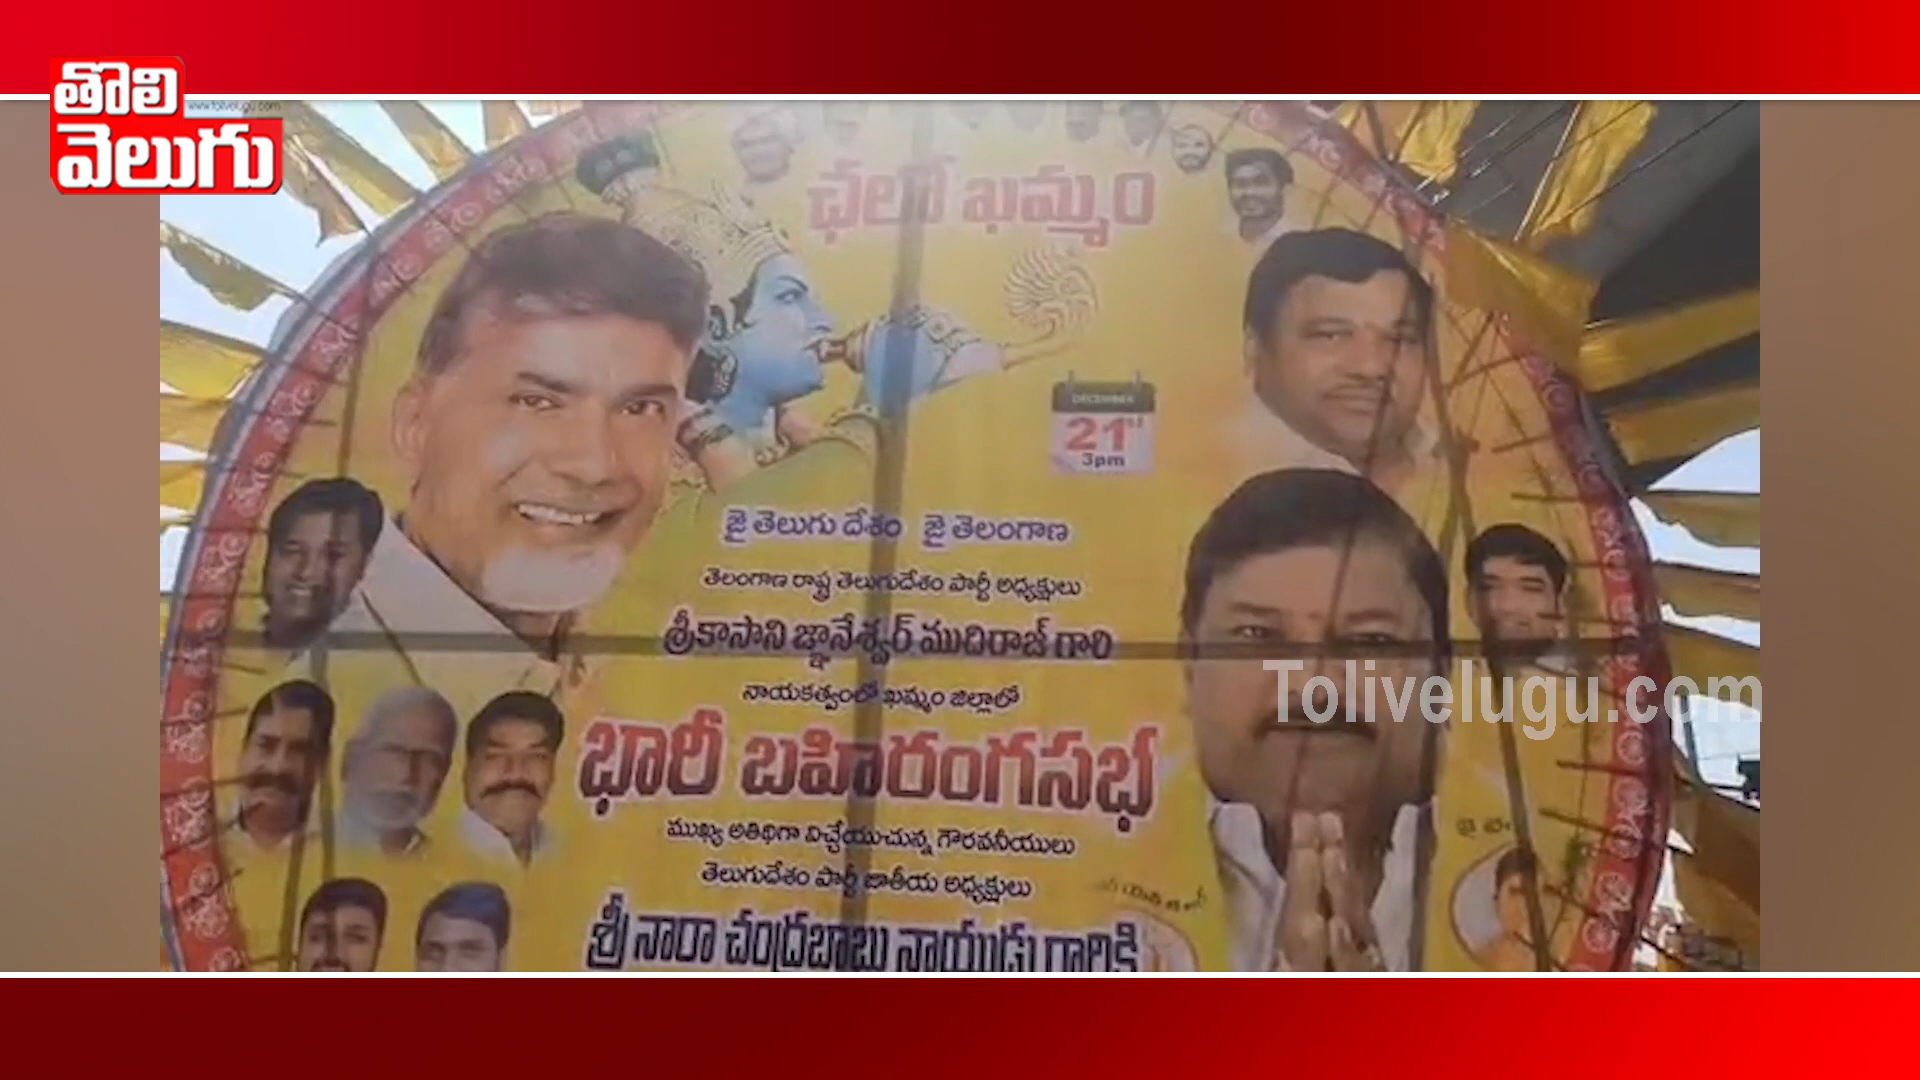 తొలి
వెలుగు
www.tolivelugu.com
ఛలో ఖమ్మం
DECEMBER
21st
3pm
జై తెలుగు దేశం జై తెలంగాణ
తెలంగాణ రాష్ట్ర తెలుగుదేశం పార్టీ అధ్యక్షులు
శ్రీకాసాని జ్ఞానేశ్వర్ ముదిరాజ్ గారి
నాయకత్వంలో ఖమ్మం జిల్లాలో
భారీ బహిరంగసభ
ముఖ్య అతిథిగా విచ్చేయుచున్న గౌరవనీయులు
తెలుగుదేశం పార్టీ జాతీయ అధ్యక్షులు
శ్రీ నారా చంద్రబాబు నాయుడు గారికి
Tolivelugu.com